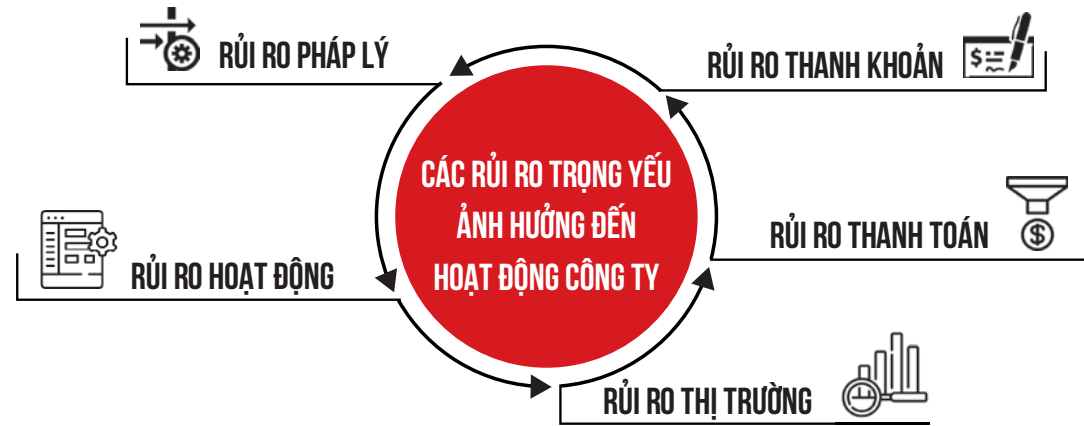 RỦI RO PHÁP LÝ
RỦI RO THANH KHOẢN
$
CÁC RỦI RO TRỌNG YẾU
ẢNH HƯỞNG ĐẾN
HOẠT ĐỘNG CÔNG TY
RỦI RO THANH TOÁN
$
RỦI RO HOẠT ĐỘNG
RỦI RO THỊ TRƯỜNG